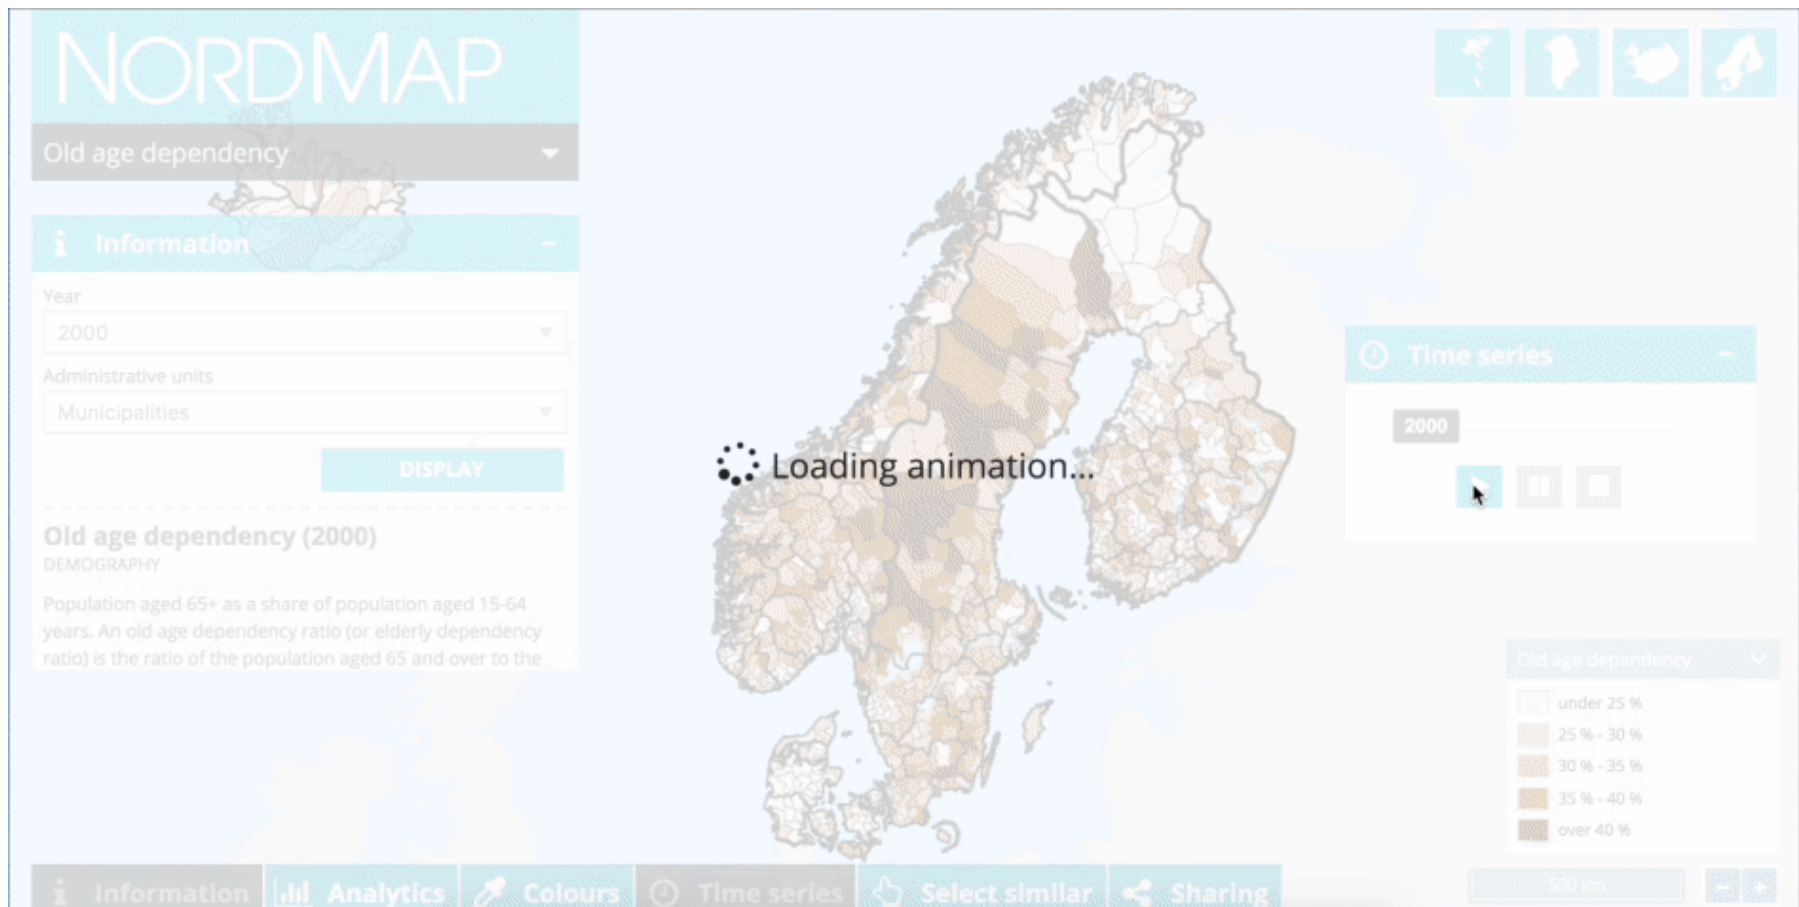 NORDMAP
Old age dependency
Information
Year
2000
Administrative units
Municipalities
DISPLAY
Old age dependency (2000)
DEMOGRAPHY
Population aged 65+ as a share of population aged 15-64
years. An old age dependency ratio (or elderly dependency
ratio) is the ratio of the population aged 65 and over to the
Loading animation...
Time series
2000
Old age dependency
under 25 %
25 % - 30 %
30 % - 35 %
35 % - 40 %
over 40 %
Information
Analytics
Colours
Time series
Select similar
Sharing
500 km